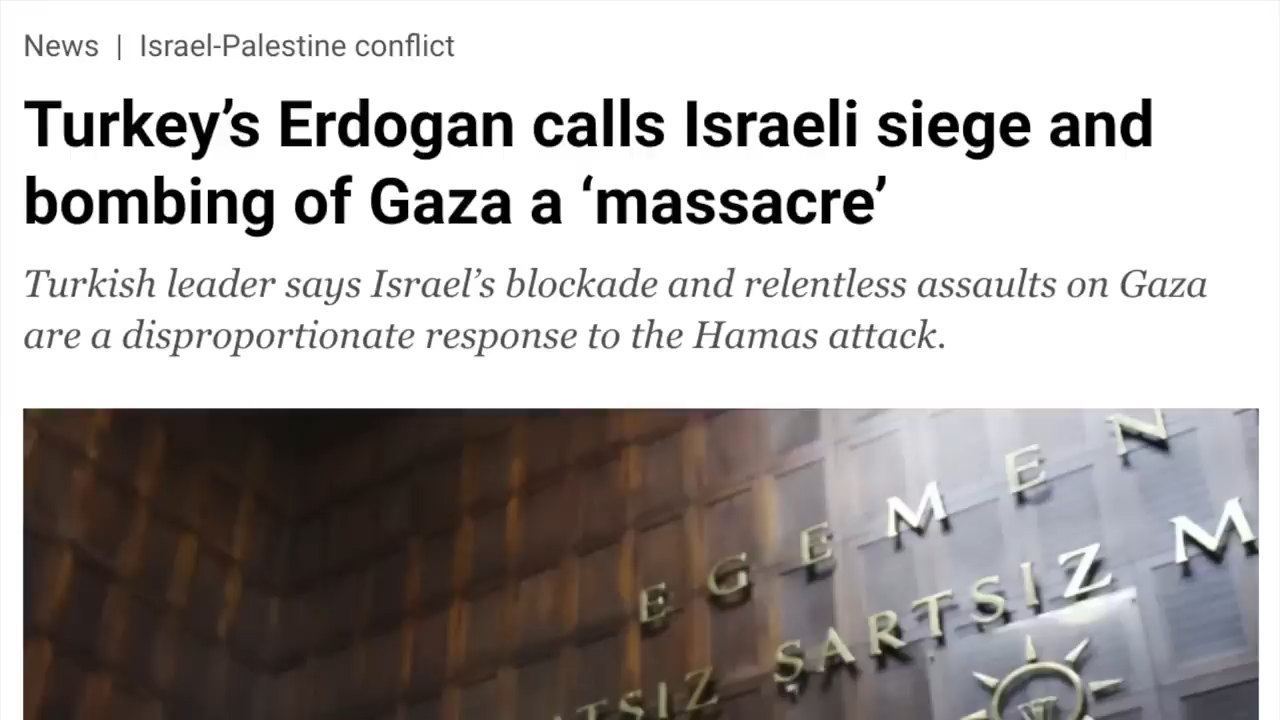 News | Israel-Palestine conflict
Turkey’s Erdogan calls Israeli siege and
bombing of Gaza a ‘massacre’
Turkish leader says Israel’s blockade and relentless assaults on Gaza
are a disproportionate response to the Hamas attack.
EGEMEN
ŞARTSIZ M